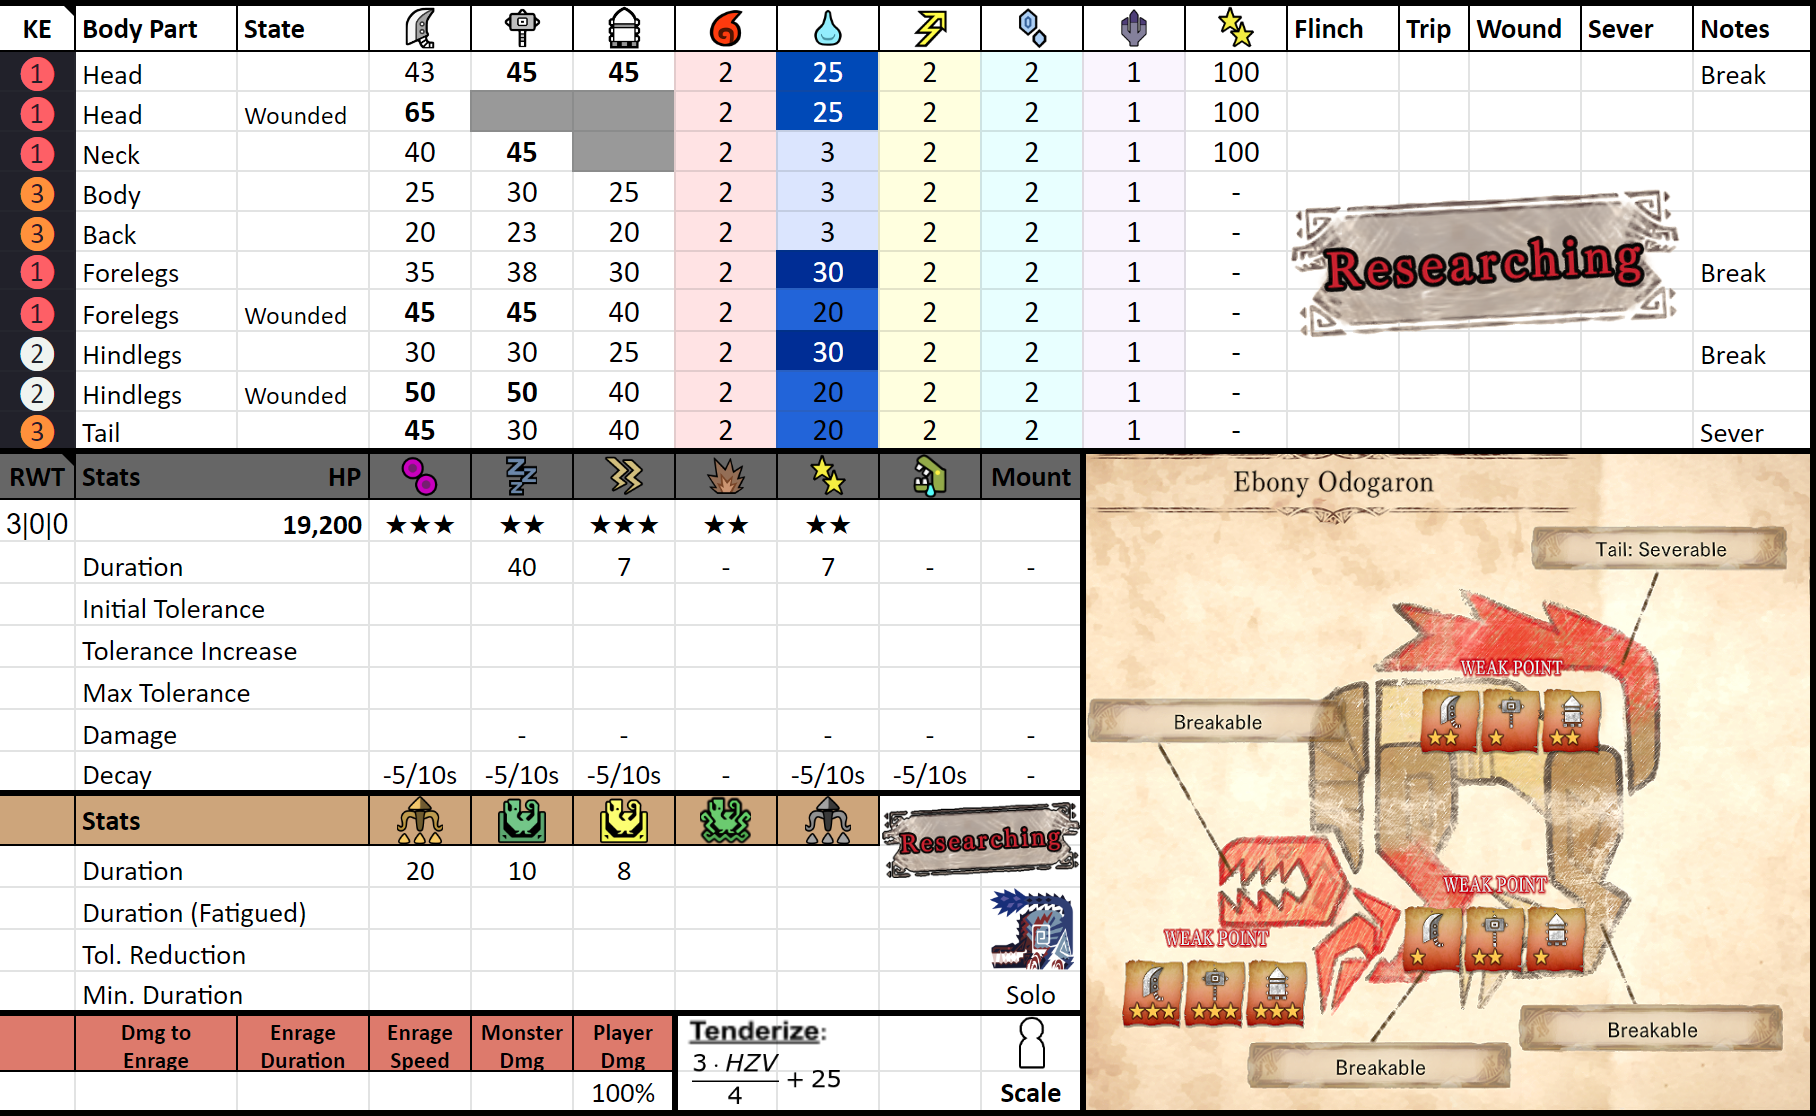 KE Body Part State Flinch Trip Wound Sever Notes
1 Head 43 45 45 2 25 2 2 1 100 Break
1 Head Wounded 65 2 25 2 2 1 100
1 Neck 40 45 2 3 2 2 1 100
3 Body 25 30 25 2 3 2 2 1 -
3 Back 20 23 20 2 3 2 2 1 -
1 Forelegs 35 38 30 2 30 2 2 1 - Break
1 Forelegs Wounded 45 45 40 2 20 2 2 1 -
2 Hindlegs 30 30 25 2 30 2 2 1 - Break
2 Hindlegs Wounded 50 50 40 2 20 2 2 1 -
3 Tail 45 30 40 2 20 2 2 1 - Sever
Researching
RWT Stats HP Mount
3|0|0 19,200 ★★★ ★★ ★★★ ★★ ★★
Duration 40 7 - 7 - -
Initial Tolerance
Tolerance Increase
Max Tolerance
Damage - - - - -
Decay -5/10s -5/10s -5/10s - -5/10s -5/10s -
Stats
Researching
Duration 20 10 8
Duration (Fatigued)
Tol. Reduction
Min. Duration Solo
Dmg to Enrage Enrage Duration Enrage Speed Monster Dmg Player Dmg
100%
Tenderize:
3 · HZV
4
+ 25
Scale
Ebony Odogaron
Tail: Severable
WEAK POINT
Breakable
WEAK POINT
WEAK POINT
Breakable
Breakable